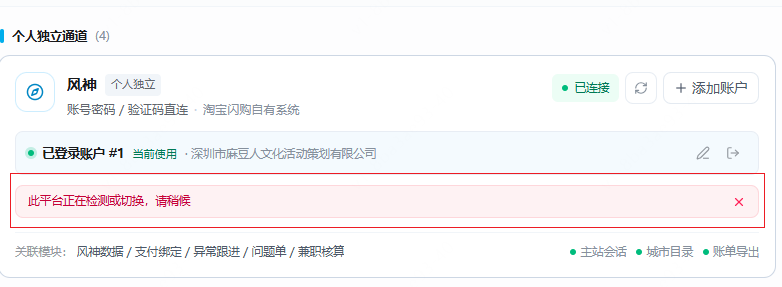 个人独立通道 (4)
风神 个人独立
已连接
添加账户
账号密码 / 验证码直连 · 淘宝闪购自有系统
已登录账户 #1 当前使用 · 深圳市麻豆人文化活动策划有限公司
此平台正在检测或切换，请稍候
关联模块： 风神数据 / 支付绑定 / 异常跟进 / 问题单 / 兼职核算
主站会话 城市目录 账单导出